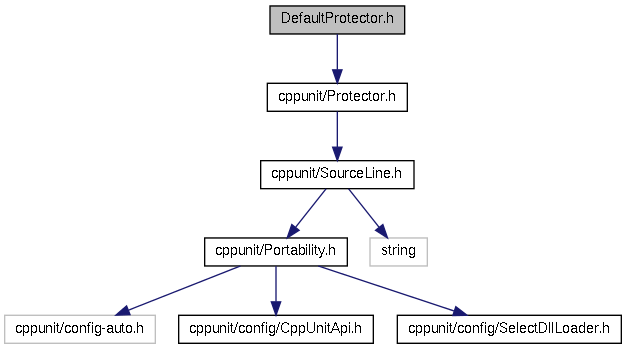 DefaultProtector.h
cppunit/Protector.h
cppunit/SourceLine.h
cppunit/Portability.h
string
cppunit/config-auto.h
cppunit/config/CppUnitApi.h
cppunit/config/SelectDllLoader.h